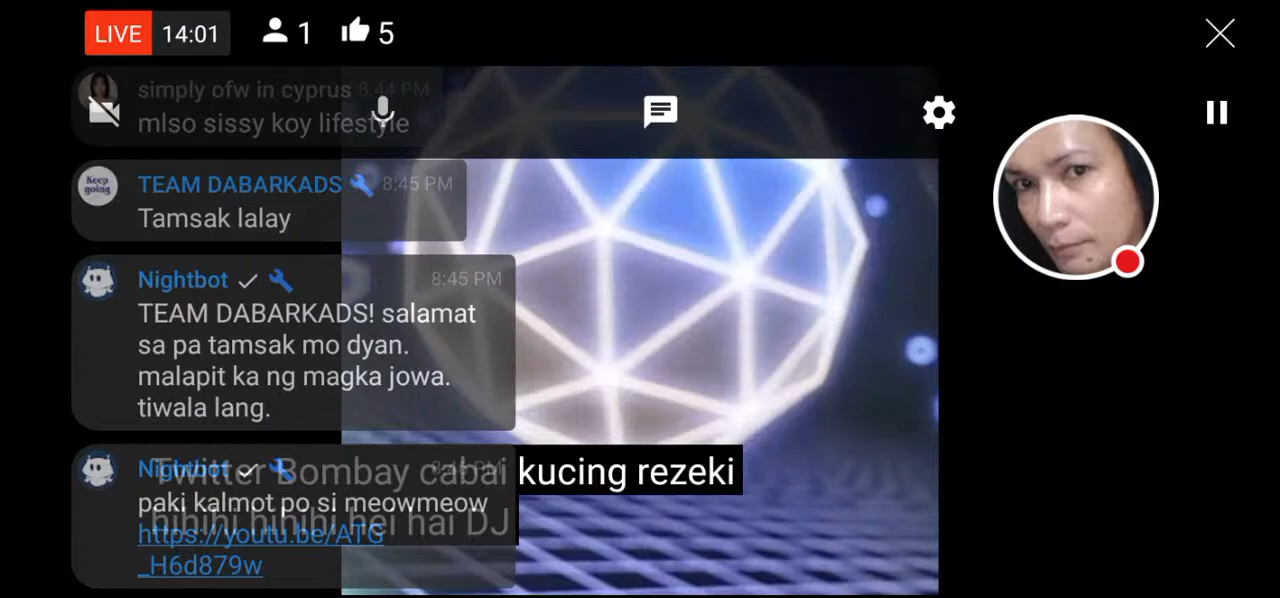 LIVE 14:01 1 5
simply ofw in cyprus 8:44 PM
mlso sissy koy lifestyle
Keep
going
TEAM DABARKADS 8:45 PM
Tamsak lalay
Nightbot 8:45 PM
TEAM DABARKADS! salamat
sa pa tamsak mo dyan.
malapit ka ng magka jowa.
tiwala lang.
Nightbot 8:45 PM
paki kalmot po si meowmeow
https://youtu.be/ATG
_H6d879w
Twitter Bombay cabai kucing rezeki
hihihi hihihi hei hai DJ